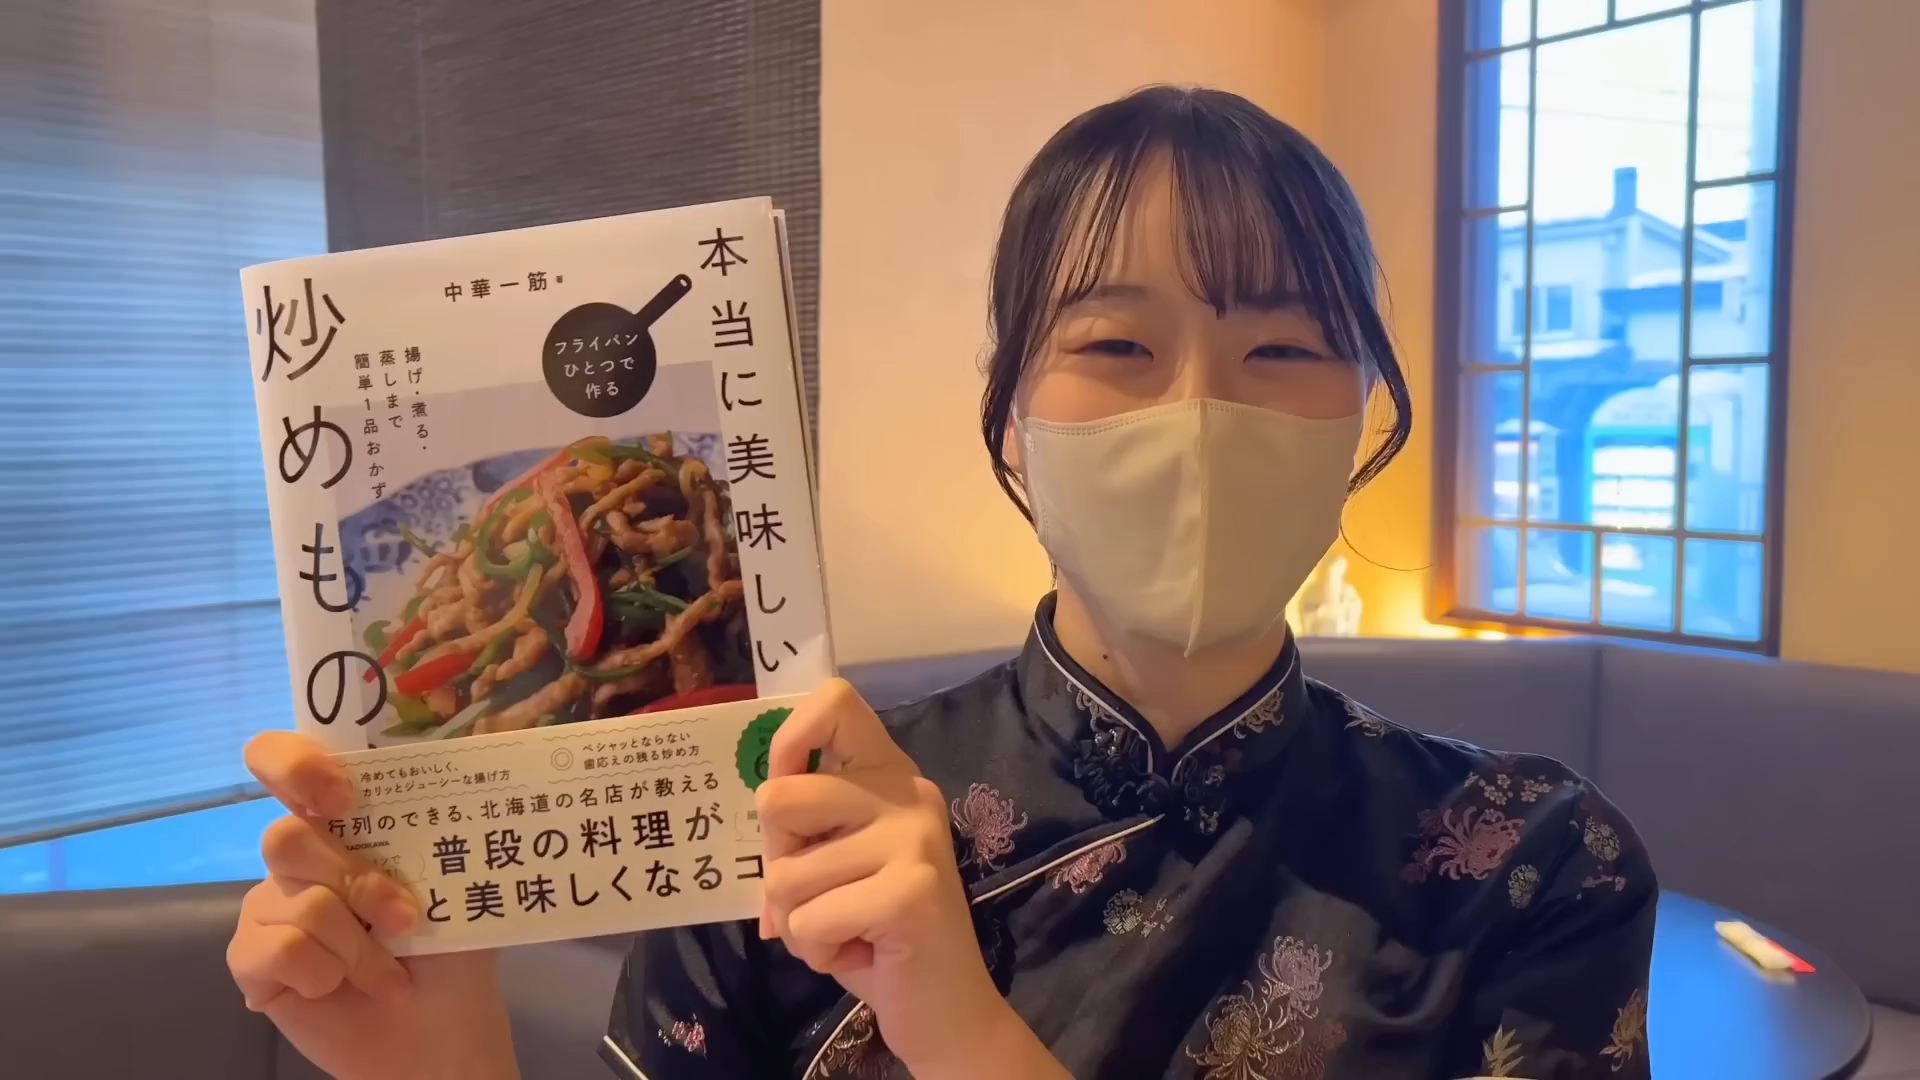 本当に美味しい
炒めもの
中華一筋 著
フライパン
ひとつで
作る
揚げ・煮る・
蒸しまで
簡単1品おかず
冷めてもおいしく、
カリッとジューシーな揚げ方
ペシャッとならない
歯応えの残る炒め方
行列のできる、北海道の名店が教える
普段の料理が
と美味しくなるコ
KADOKAWA